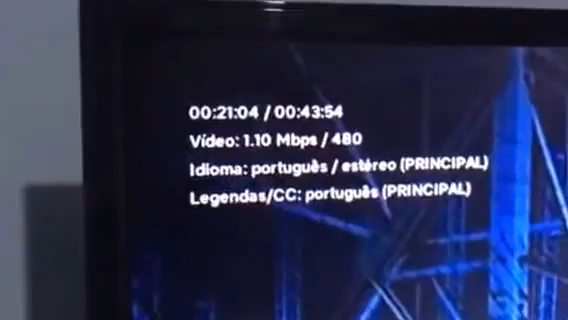 00:21:04 / 00:43:54
Vídeo: 1.10 Mbps / 480
Idioma: português / estéreo (PRINCIPAL)
Legendas/CC: português (PRINCIPAL)